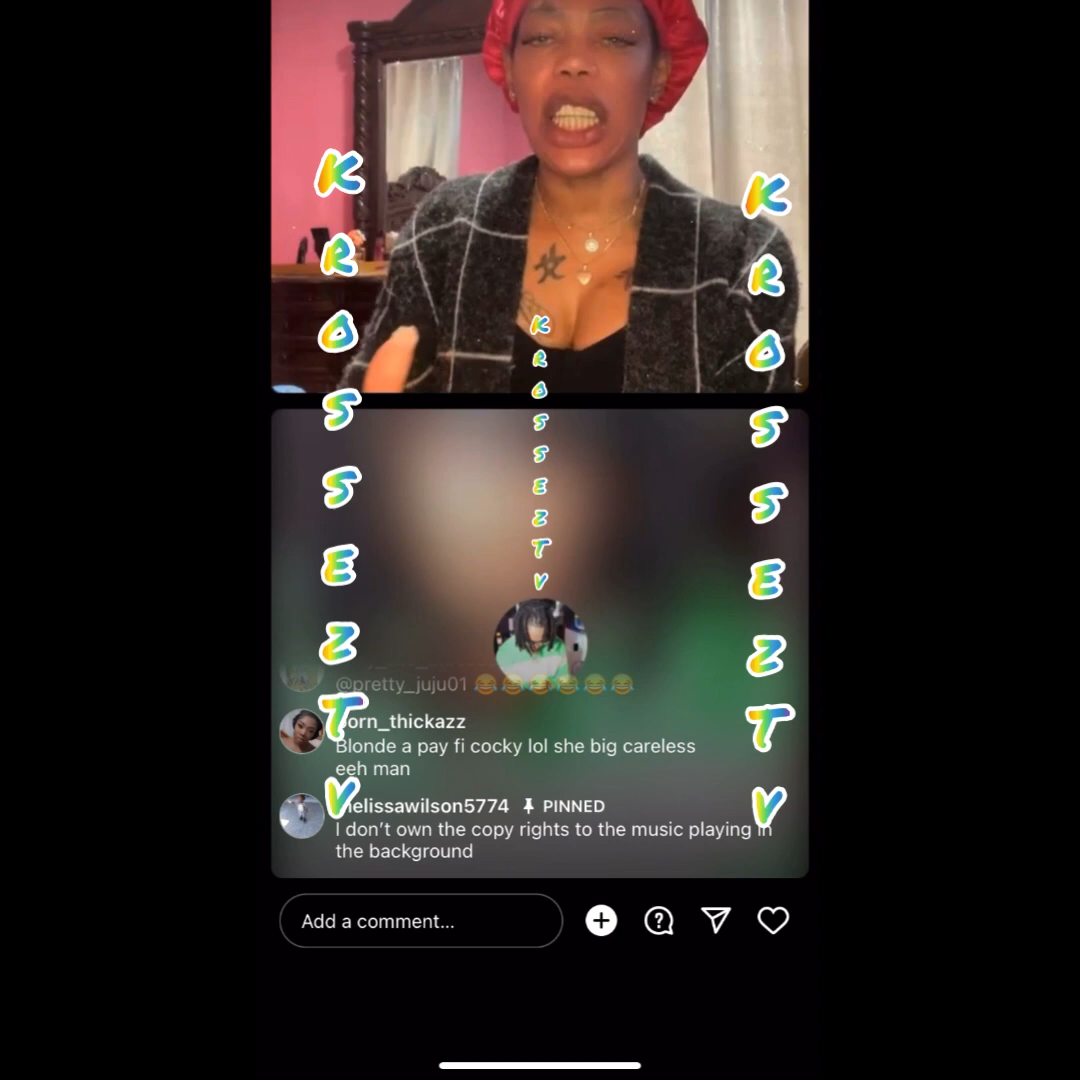 KROSSEZTV
KROSSEZTV
KROSSEZTV
@pretty_juju01 😂😂😂😂😂😂
orn_thickazz
Blonde a pay fi cocky lol she big careless
eeh man
elissawilson5774 PINNED
I don’t own the copy rights to the music playing in
the background
Add a comment...